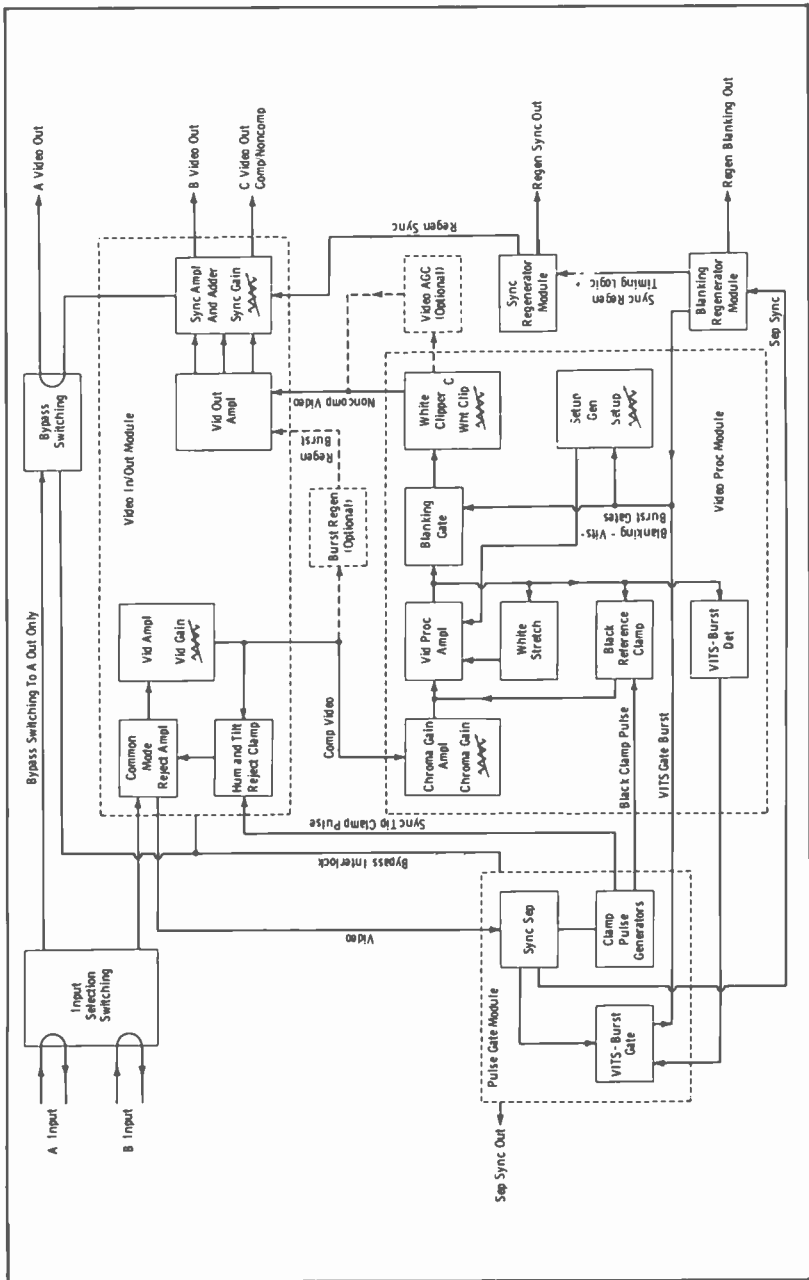 A Input
B Input
Input
Selection
Switching
Bypass Switching To A Out Only
Bypass
Switching
A Video Out
Video In/Out Module
Common
Mode
Reject Ampl
Vid Ampl
Vid Gain
Hum and Tilt
Reject Clamp
Vid Out
Ampl
Sync Ampl
And Adder
Sync Gain
B Video Out
C Video Out
Comp/Noncomp
Video
Bypass Interlock
Sync Tip Clamp Pulse
Comp Video
Burst Regen
(Optional)
Regen
Burst
Noncomp Video
Video AGC
(Optional)
Regen Sync
Sync
Regenerator
Module
Regen Sync Out
Sync Regen
Timing Logic
Blanking
Regenerator
Module
Regen Blanking Out
Sep Sync
Chroma Gain
Ampl
Chroma Gain
Vid Proc
Ampl
Blanking
Gate
White
Clipper C
Wht Clip
White
Stretch
Setup
Gen
Setup
Black
Reference
Clamp
VITS-Burst
Det
Blanking - Vits-
Burst Gates
Video Proc Module
Black Clamp Pulse
VITS Gate Burst
Pulse Gate Module
Sync Sep
Clamp
Pulse
Generators
VITS-Burst
Gate
Sep Sync Out